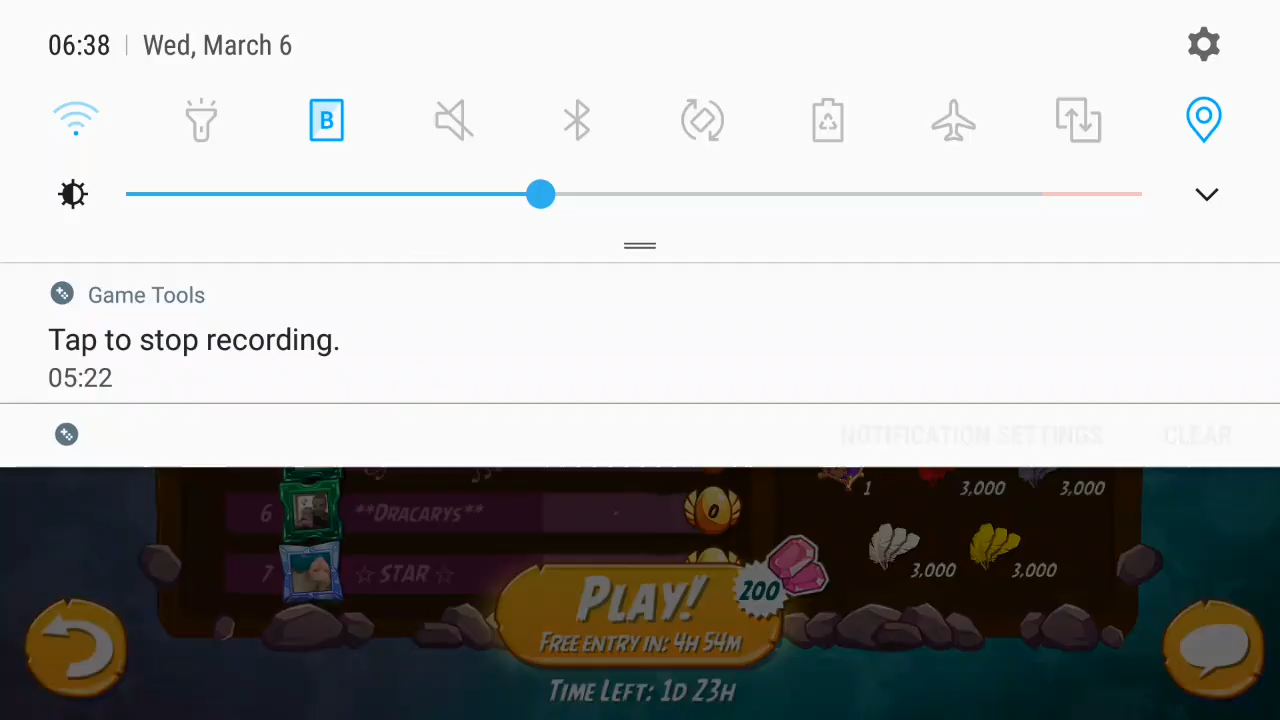 06:38 | Wed, March 6
B
Game Tools
Tap to stop recording.
05:22
NOTIFICATION SETTINGS CLEAR
1 3,000 3,000
6 **DRACARYS** - 0
3,000 3,000
7 ☆ STAR ☆
PLAY! 200
FREE ENTRY IN: 4H 54M
TIME LEFT: 1D 23H